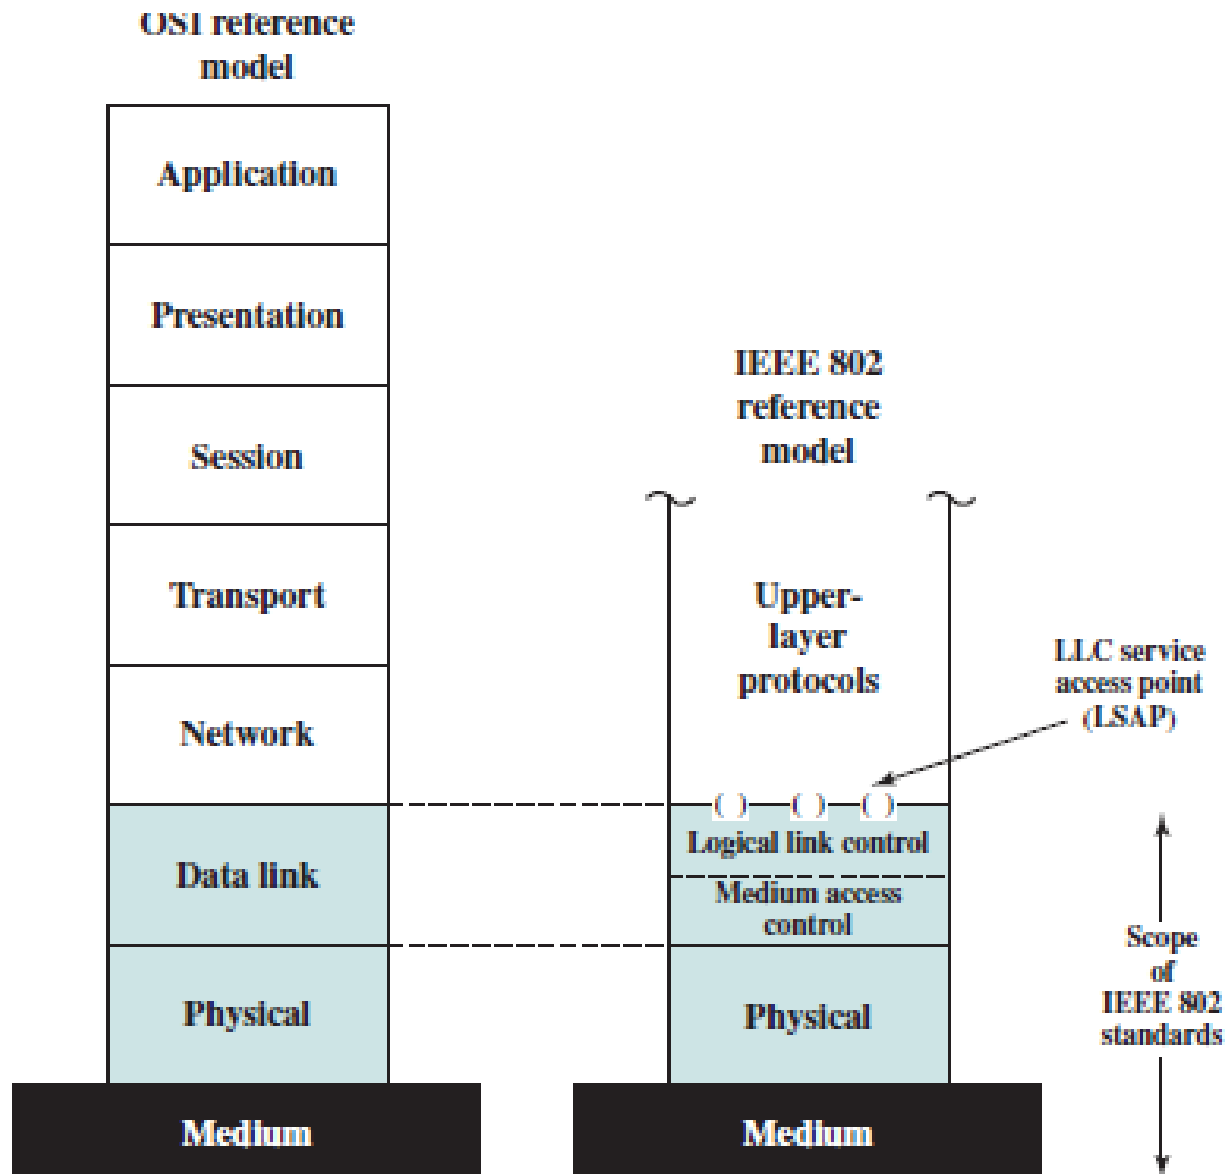 OSI reference
model
Application
Presentation
Session
Transport
Network
Data link
Physical
Medium
IEEE 802
reference
model
Upper-
layer
protocols
LLC service
access point
(LSAP)
( ) ( ) ( )
Logical link control
Medium access
control
Physical
Medium
Scope
of
IEEE 802
standards